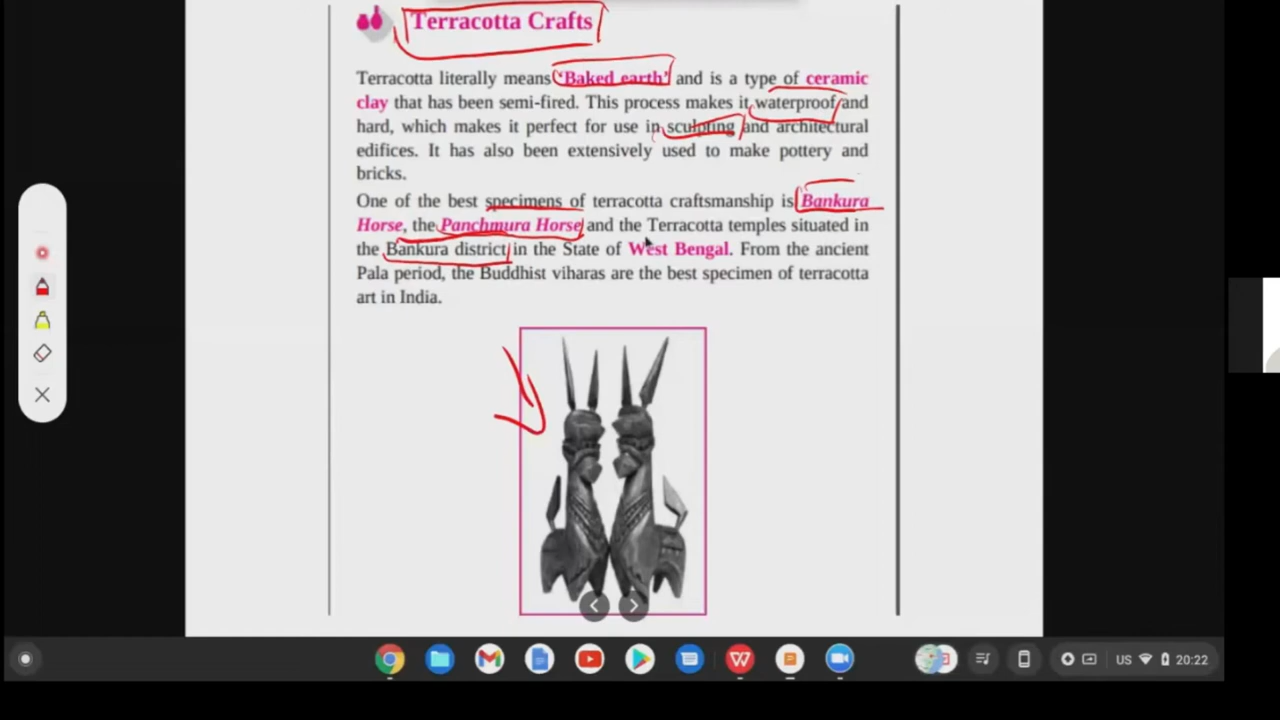 Terracotta Crafts
Terracotta literally means ‘Baked earth’ and is a type of ceramic
clay that has been semi-fired. This process makes it waterproof and
hard, which makes it perfect for use in sculpting and architectural
edifices. It has also been extensively used to make pottery and
bricks.
One of the best specimens of terracotta craftsmanship is Bankura
Horse, the Panchmura Horse and the Terracotta temples situated in
the Bankura district in the State of West Bengal. From the ancient
Pala period, the Buddhist viharas are the best specimen of terracotta
art in India.
US 20:22